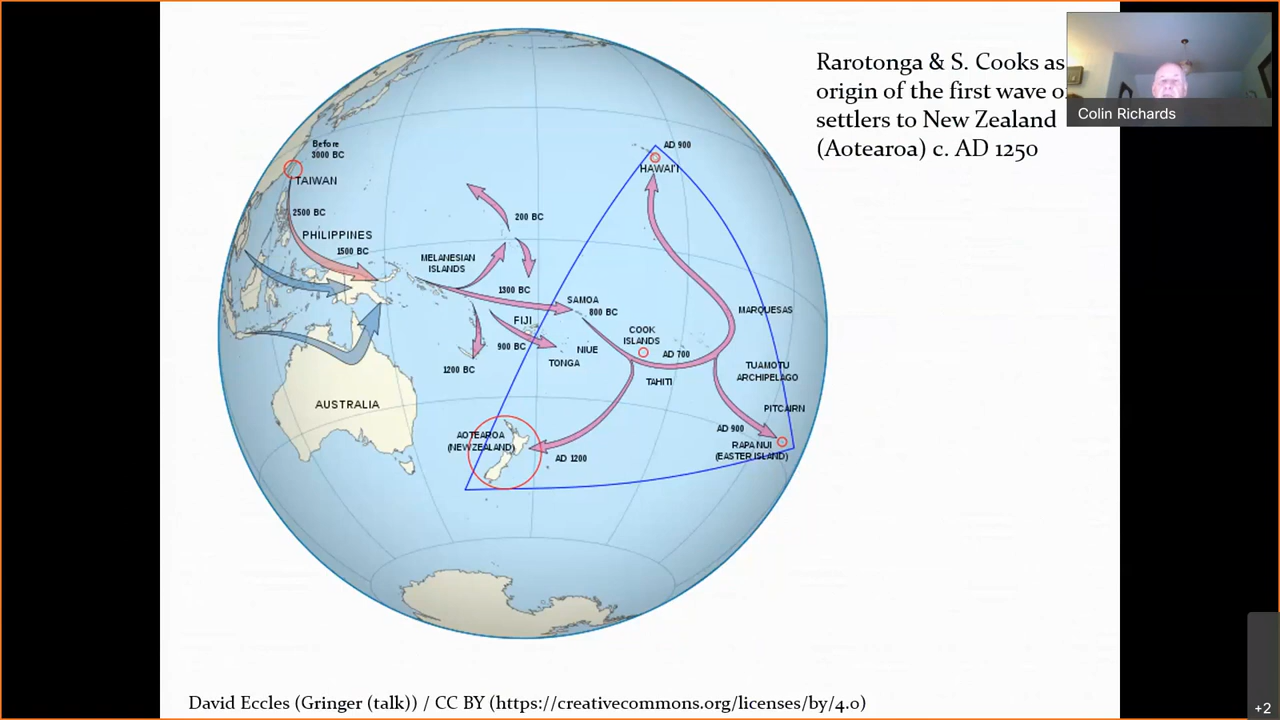 Rarotonga & S. Cooks as
origin of the first wave o
settlers to New Zealand
(Aotearoa) c. AD 1250
Colin Richards
Before
3000 BC
TAIWAN
2500 BC
PHILIPPINES
1500 BC
MELANESIAN
ISLANDS
200 BC
1300 BC
AD 900
HAWAI'I
SAMOA
800 BC
FIJI
900 BC
1200 BC
NIUE
TONGA
COOK
ISLANDS
AD 700
TAHITI
MARQUESAS
TUAMOTU
ARCHIPELAGO
PITCAIRN
AD 900
RAPA NUI
(EASTER ISLAND)
AUSTRALIA
AOTEAROA
(NEW ZEALAND)
AD 1200
David Eccles (Gringer (talk)) / CC BY (https://creativecommons.org/licenses/by/4.0)
+2